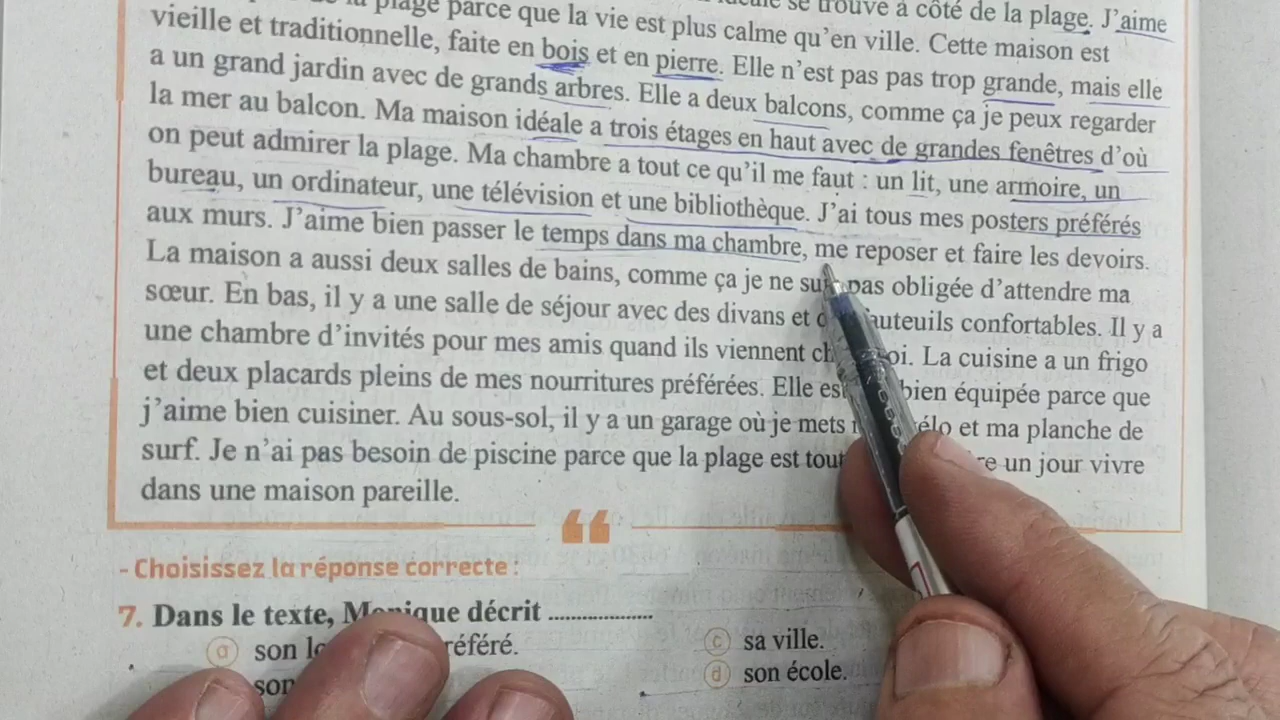 la plage parce que la vie est plus calme qu'en ville. Cette maison est
se trouve à côté de la plage. J'aime
vieille et traditionnelle, faite en bois et en pierre. Elle n'est pas pas trop grande, mais elle
a un grand jardin avec de grands arbres. Elle a deux balcons, comme ça je peux regarder
la mer au balcon. Ma maison idéale a trois étages en haut avec de grandes fenêtres d'où
on peut admirer la plage. Ma chambre a tout ce qu'il me faut : un lit, une armoire, un
bureau, un ordinateur, une télévision et une bibliothèque. J'ai tous mes posters préférés
aux murs. J'aime bien passer le temps dans ma chambre, me reposer et faire les devoirs.
La maison a aussi deux salles de bains, comme ça je ne pas obligée d'attendre ma
sœur. En bas, il y a une salle de séjour avec des divans et confortables. Il y a
une chambre d'invités pour mes amis quand ils viennent La cuisine a un frigo
et deux placards pleins de mes nourritures préférées. Elle bien équipée parce que
j'aime bien cuisiner. Au sous-sol, il y a un garage où je mets et ma planche de
surf. Je n'ai pas besoin de piscine parce que la plage est un jour vivre
dans une maison pareille.
- Choisissez la réponse correcte :
7. Dans le texte, Monique décrit ....................
a son c sa ville.
d son école.